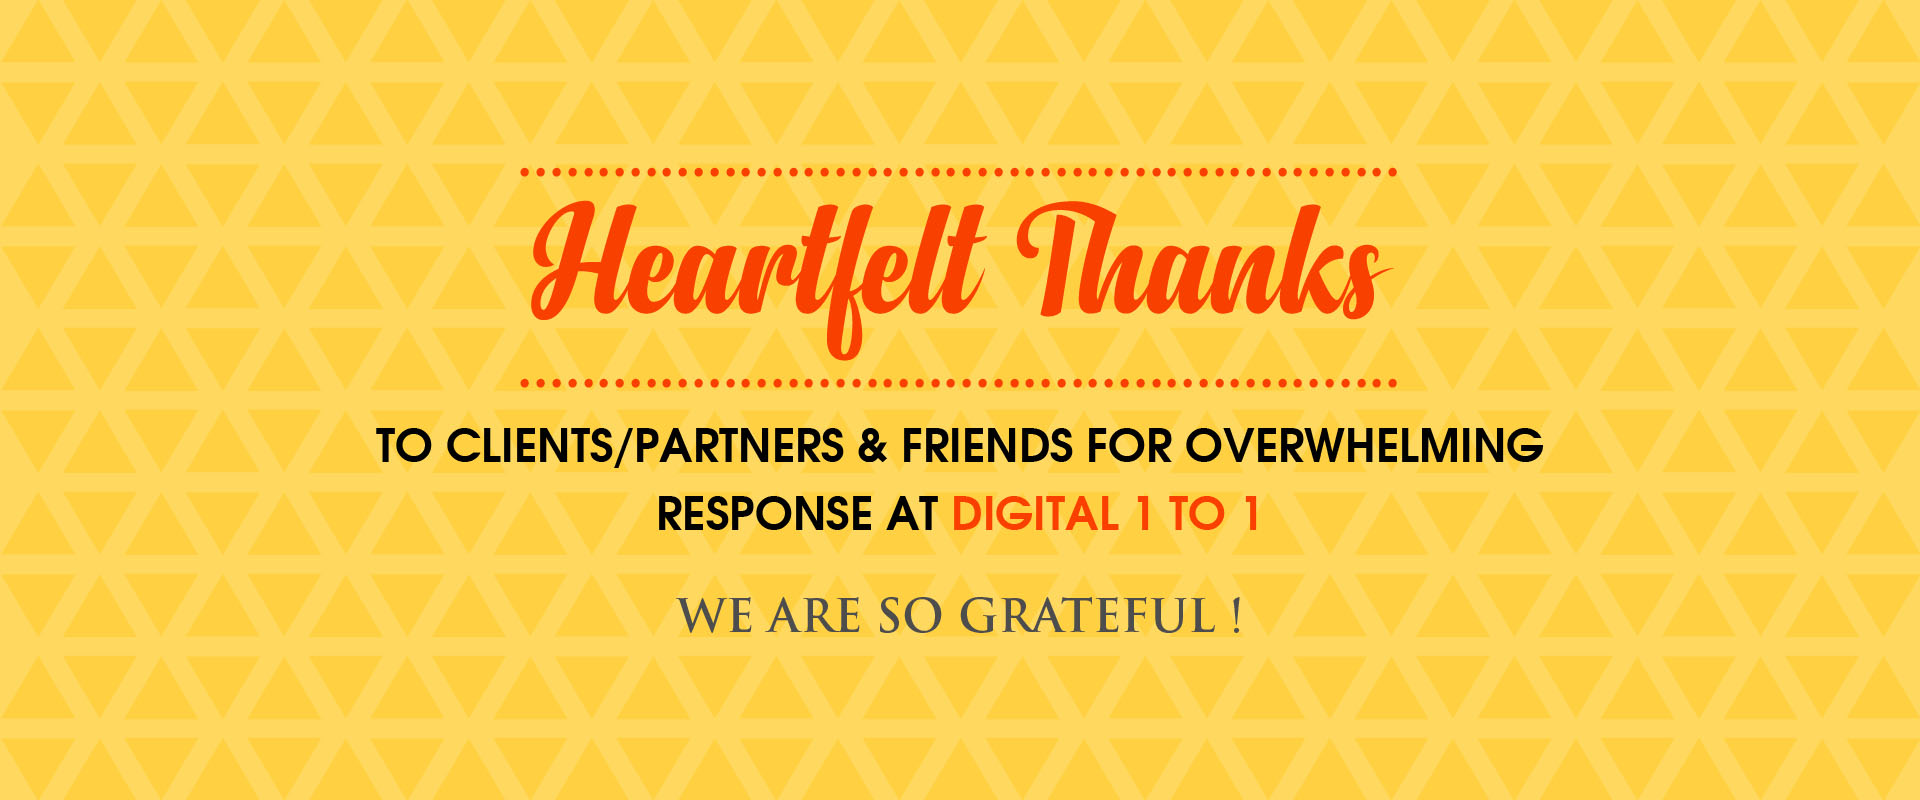 Heartfelt Thanks
TO CLIENTS/PARTNERS & FRIENDS FOR OVERWHELMING
RESPONSE AT DIGITAL 1 TO 1
WE ARE SO GRATEFUL !